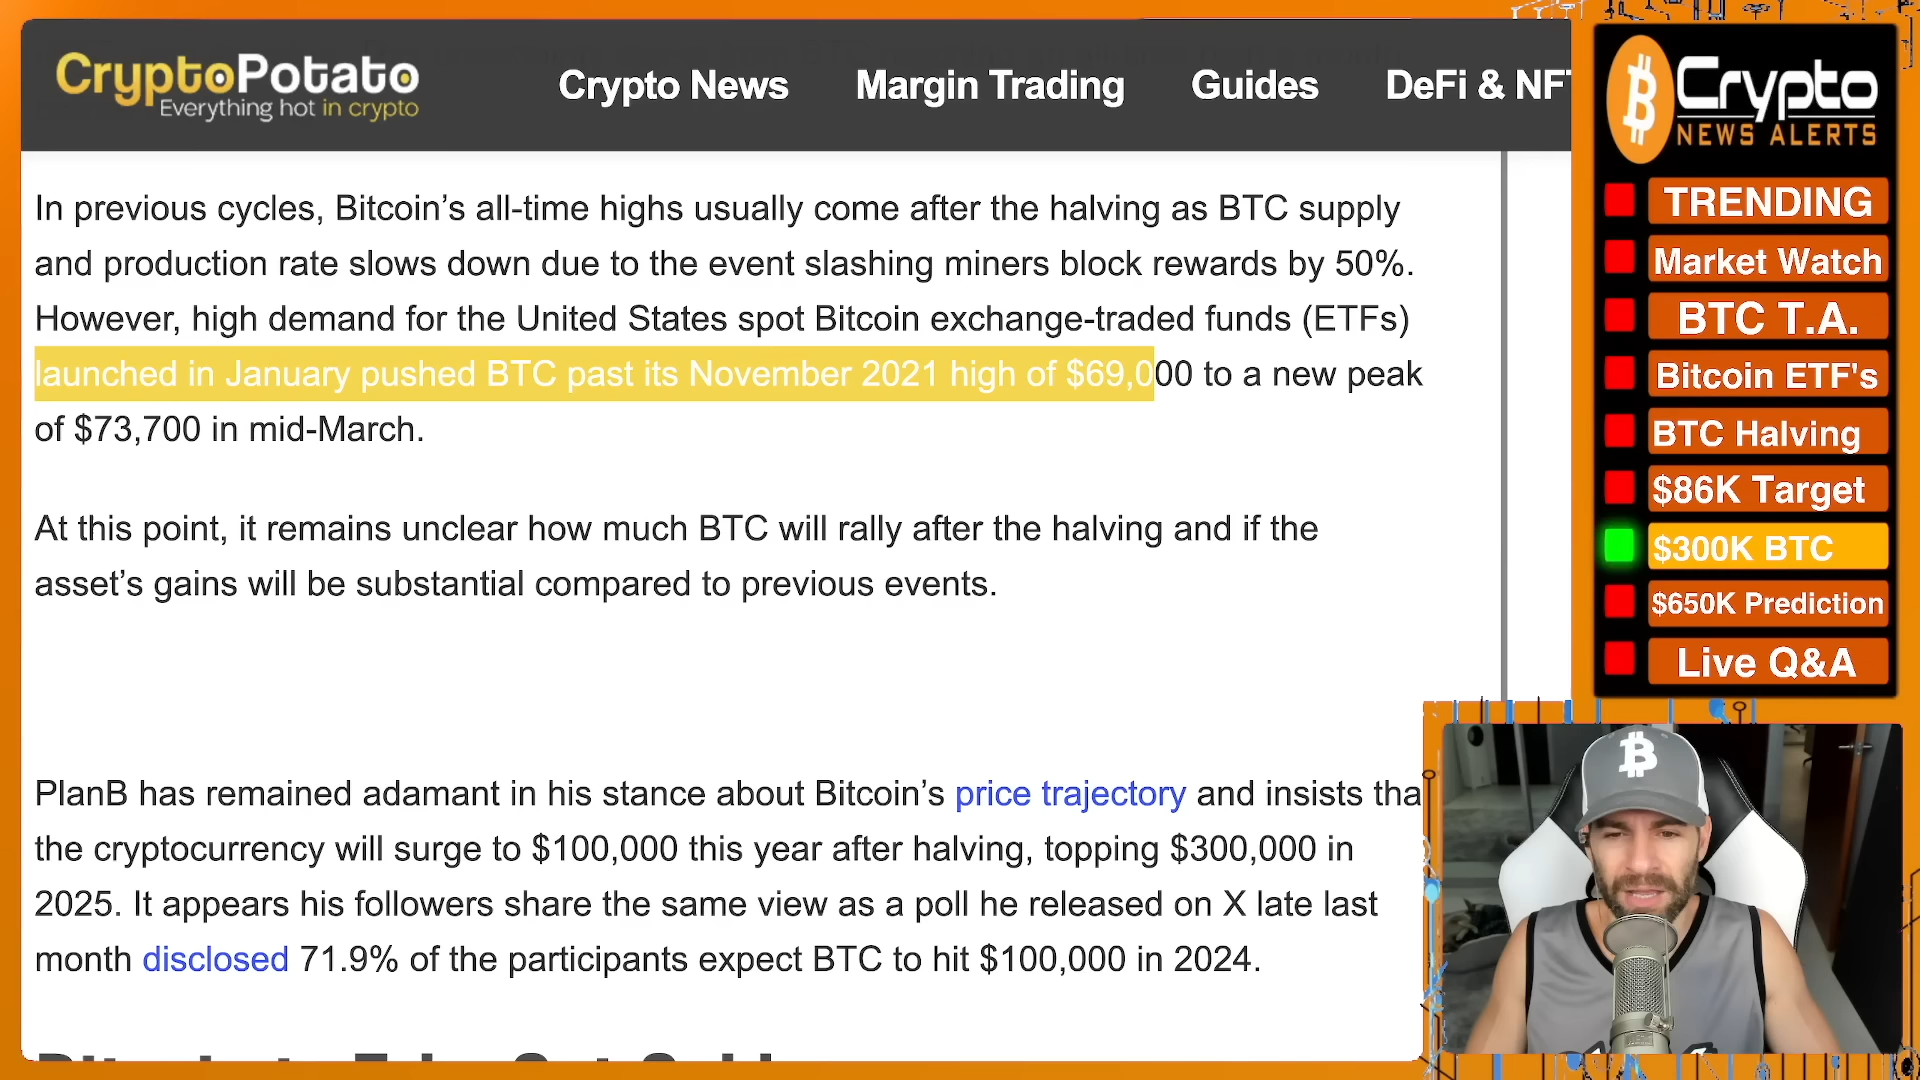 CryptoPotato
Everything hot in crypto
Crypto News Margin Trading Guides DeFi & NF
In previous cycles, Bitcoin’s all-time highs usually come after the halving as BTC supply
and production rate slows down due to the event slashing miners block rewards by 50%.
However, high demand for the United States spot Bitcoin exchange-traded funds (ETFs)
launched in January pushed BTC past its November 2021 high of $69,000 to a new peak
of $73,700 in mid-March.
At this point, it remains unclear how much BTC will rally after the halving and if the
asset’s gains will be substantial compared to previous events.
PlanB has remained adamant in his stance about Bitcoin’s price trajectory and insists tha
the cryptocurrency will surge to $100,000 this year after halving, topping $300,000 in
2025. It appears his followers share the same view as a poll he released on X late last
month disclosed 71.9% of the participants expect BTC to hit $100,000 in 2024.
Crypto
NEWS ALERTS
TRENDING
Market Watch
BTC T.A.
Bitcoin ETF's
BTC Halving
$86K Target
$300K BTC
$650K Prediction
Live Q&A